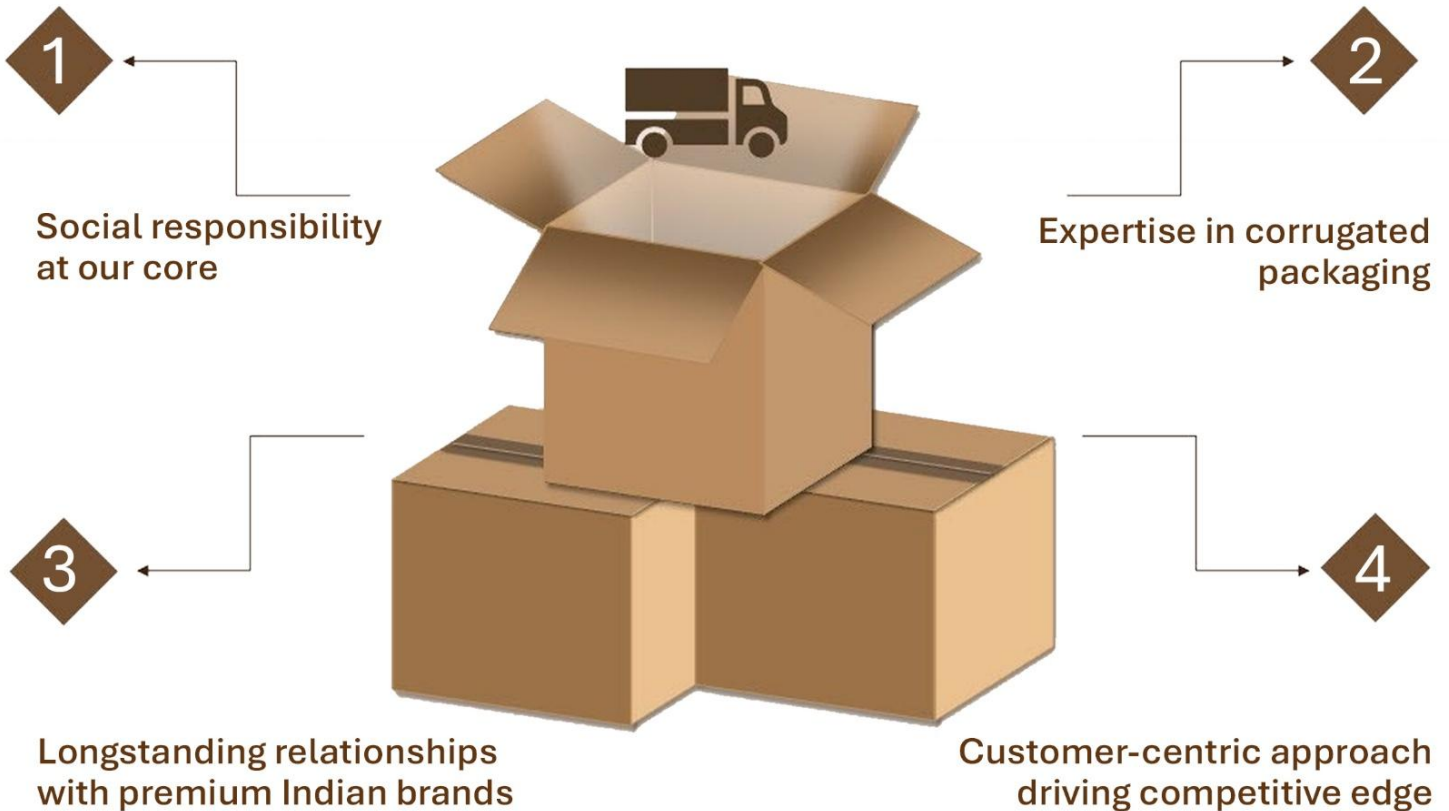 1
2
Social responsibility
at our core
Expertise in corrugated
packaging
3
4
Longstanding relationships
with premium Indian brands
Customer-centric approach
driving competitive edge